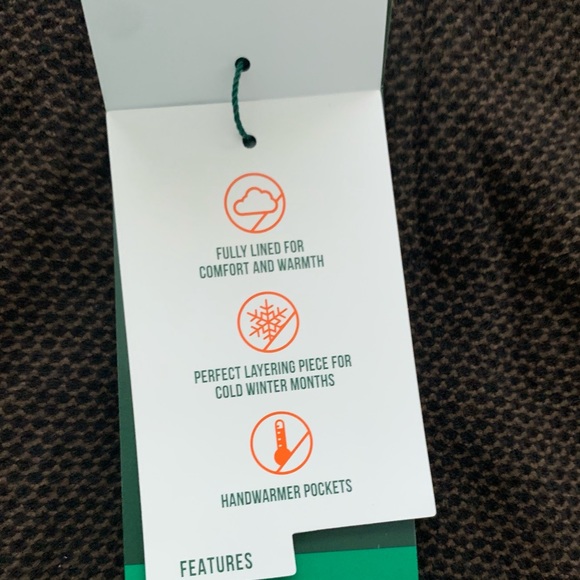 FULLY LINED FOR
COMFORT AND WARMTH
PERFECT LAYERING PIECE FOR
COLD WINTER MONTHS
HANDWARMER POCKETS
FEATURES